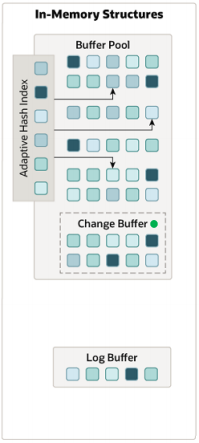 In-Memory Structures
Buffer Pool
Adaptive Hash Index
Change Buffer
Log Buffer